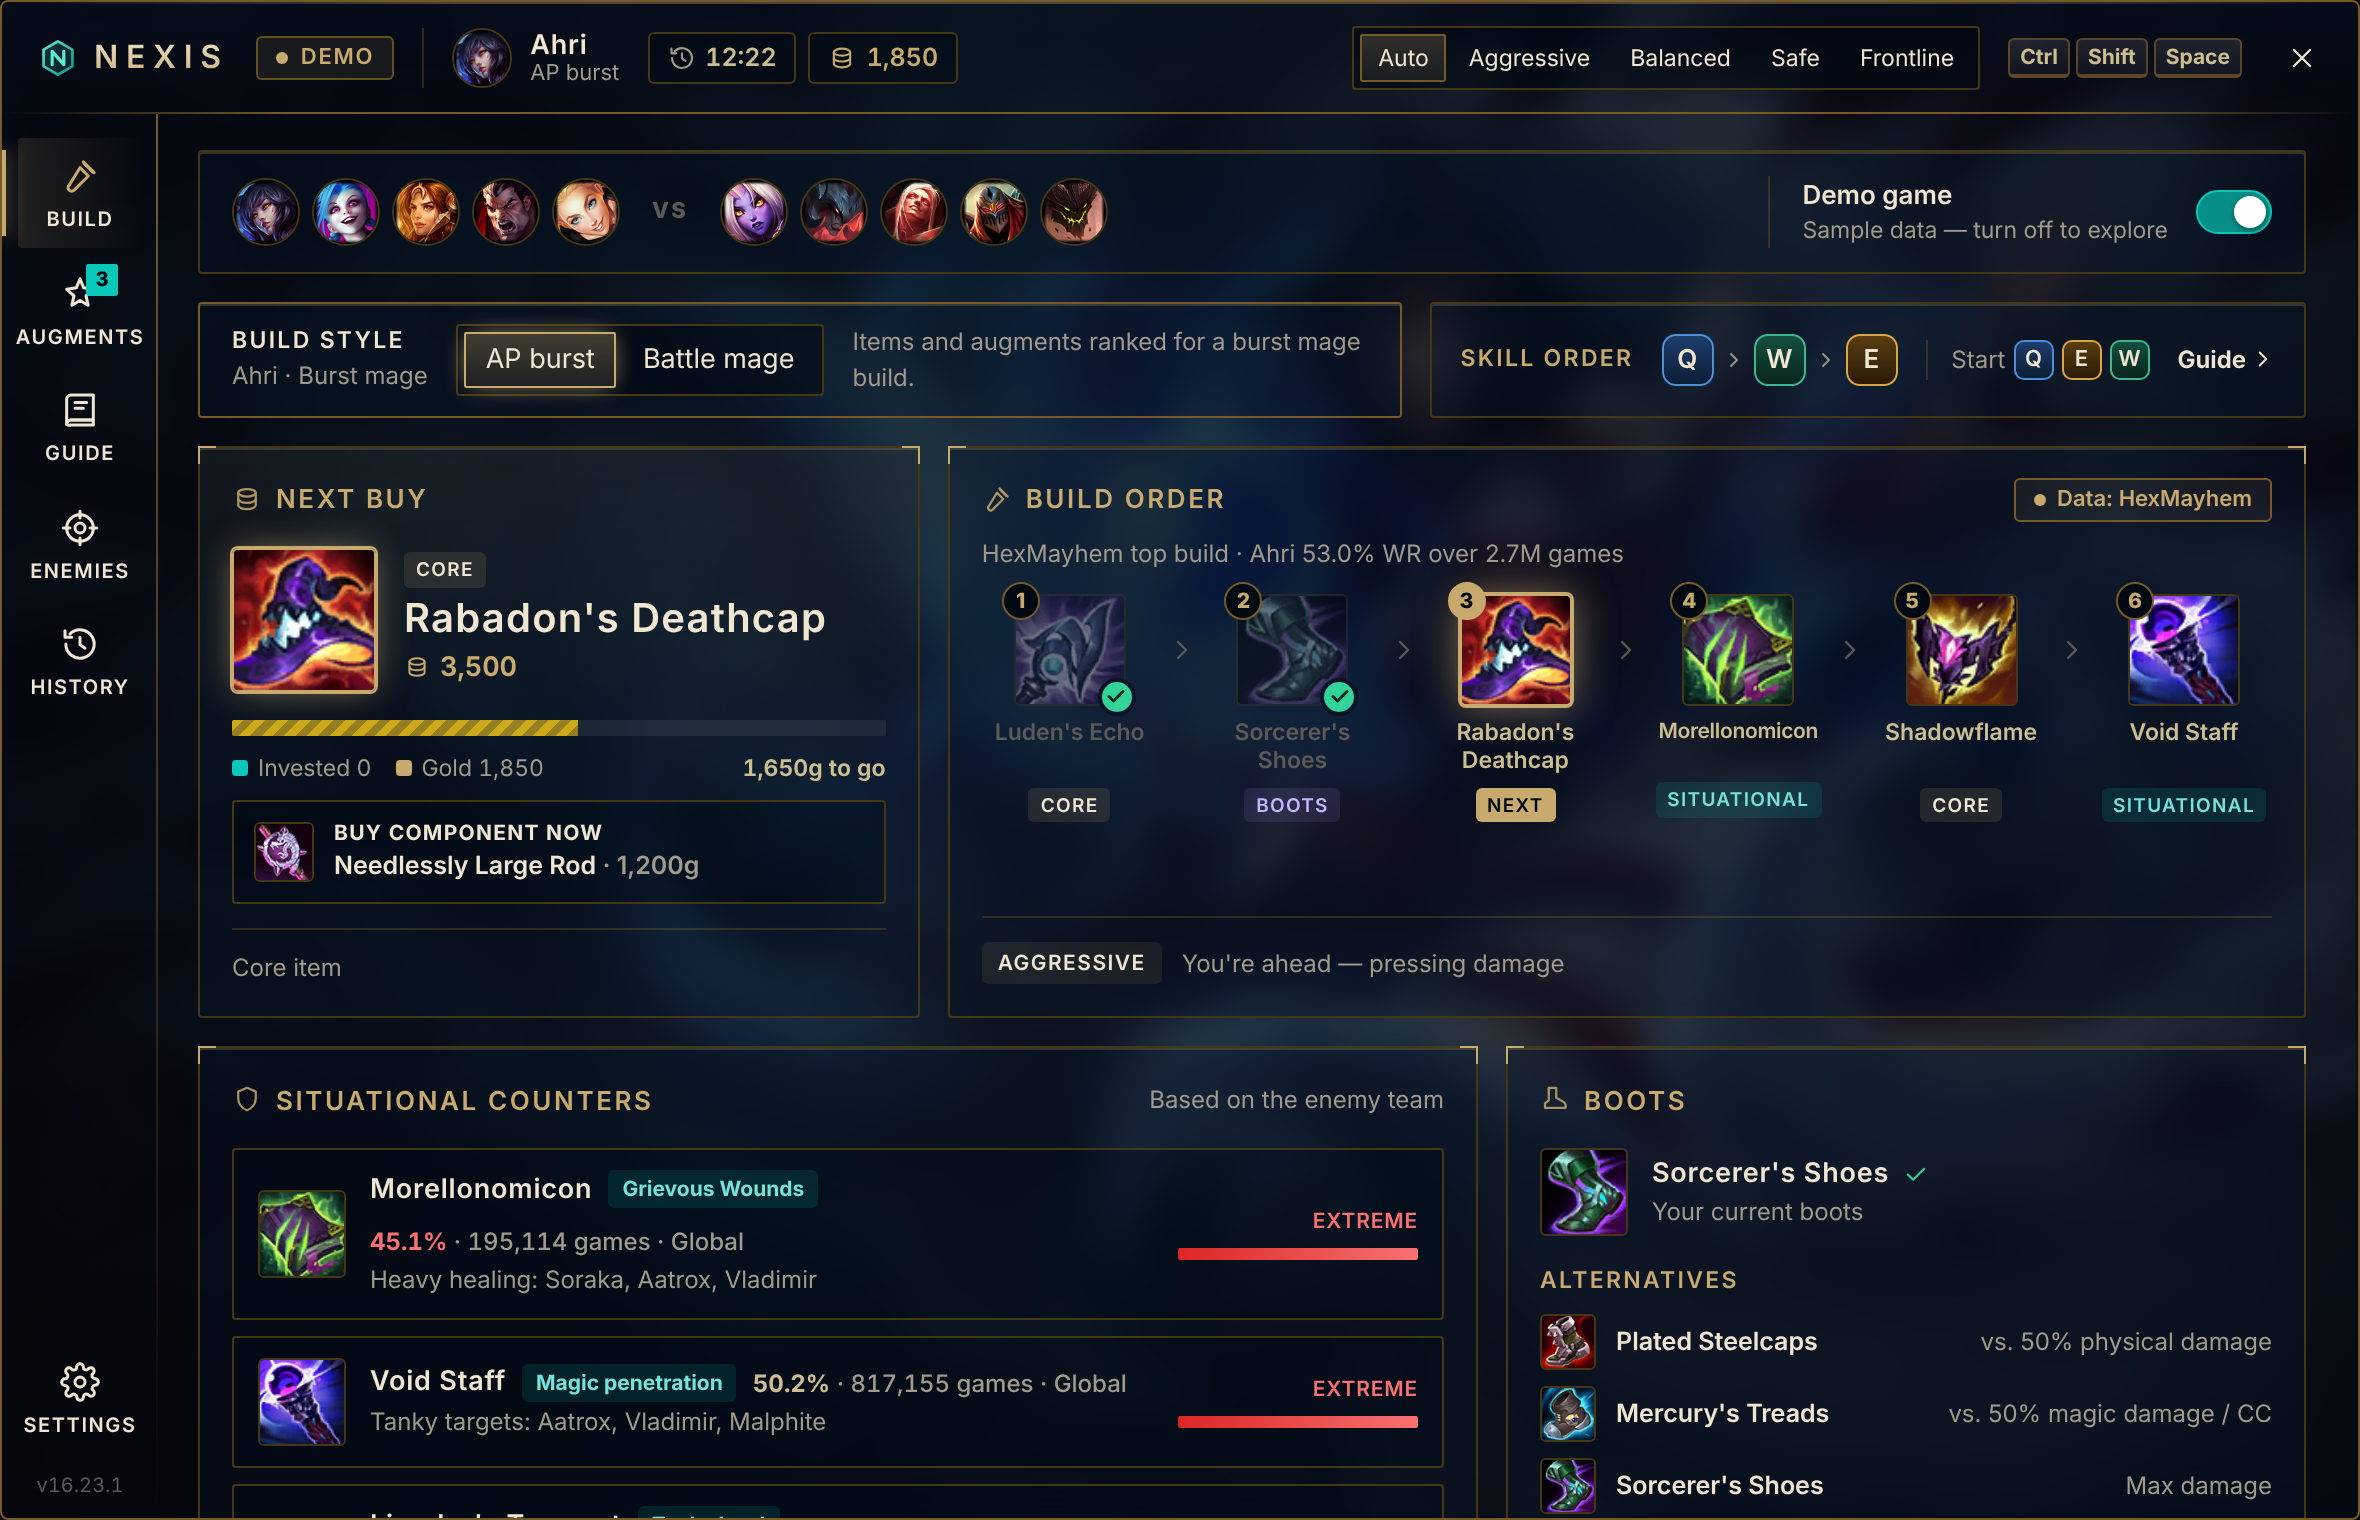 NEXIS
DEMO
Ahri
AP burst
12:22
1,850
Auto Aggressive Balanced Safe Frontline
Ctrl Shift Space
BUILD
3
AUGMENTS
GUIDE
ENEMIES
HISTORY
SETTINGS
v16.23.1
VS
Demo game
Sample data — turn off to explore
BUILD STYLE
Ahri · Burst mage
AP burst Battle mage
Items and augments ranked for a burst mage
build.
SKILL ORDER
Q > W > E
Start Q E W
Guide >
NEXT BUY
CORE
Rabadon's Deathcap
3,500
Invested 0 Gold 1,850 1,650g to go
BUY COMPONENT NOW
Needlessly Large Rod · 1,200g
Core item
BUILD ORDER
Data: HexMayhem
HexMayhem top build · Ahri 53.0% WR over 2.7M games
1
Luden's Echo
CORE
2
Sorcerer's
Shoes
BOOTS
3
Rabadon's
Deathcap
NEXT
4
Morellonomicon
SITUATIONAL
5
Shadowflame
CORE
6
Void Staff
SITUATIONAL
AGGRESSIVE You're ahead — pressing damage
SITUATIONAL COUNTERS
Based on the enemy team
Morellonomicon Grievous Wounds
45.1% · 195,114 games · Global
Heavy healing: Soraka, Aatrox, Vladimir
EXTREME
Void Staff Magic penetration 50.2% · 817,155 games · Global
Tanky targets: Aatrox, Vladimir, Malphite
EXTREME
BOOTS
Sorcerer's Shoes
Your current boots
ALTERNATIVES
Plated Steelcaps vs. 50% physical damage
Mercury's Treads vs. 50% magic damage / CC
Sorcerer's Shoes Max damage